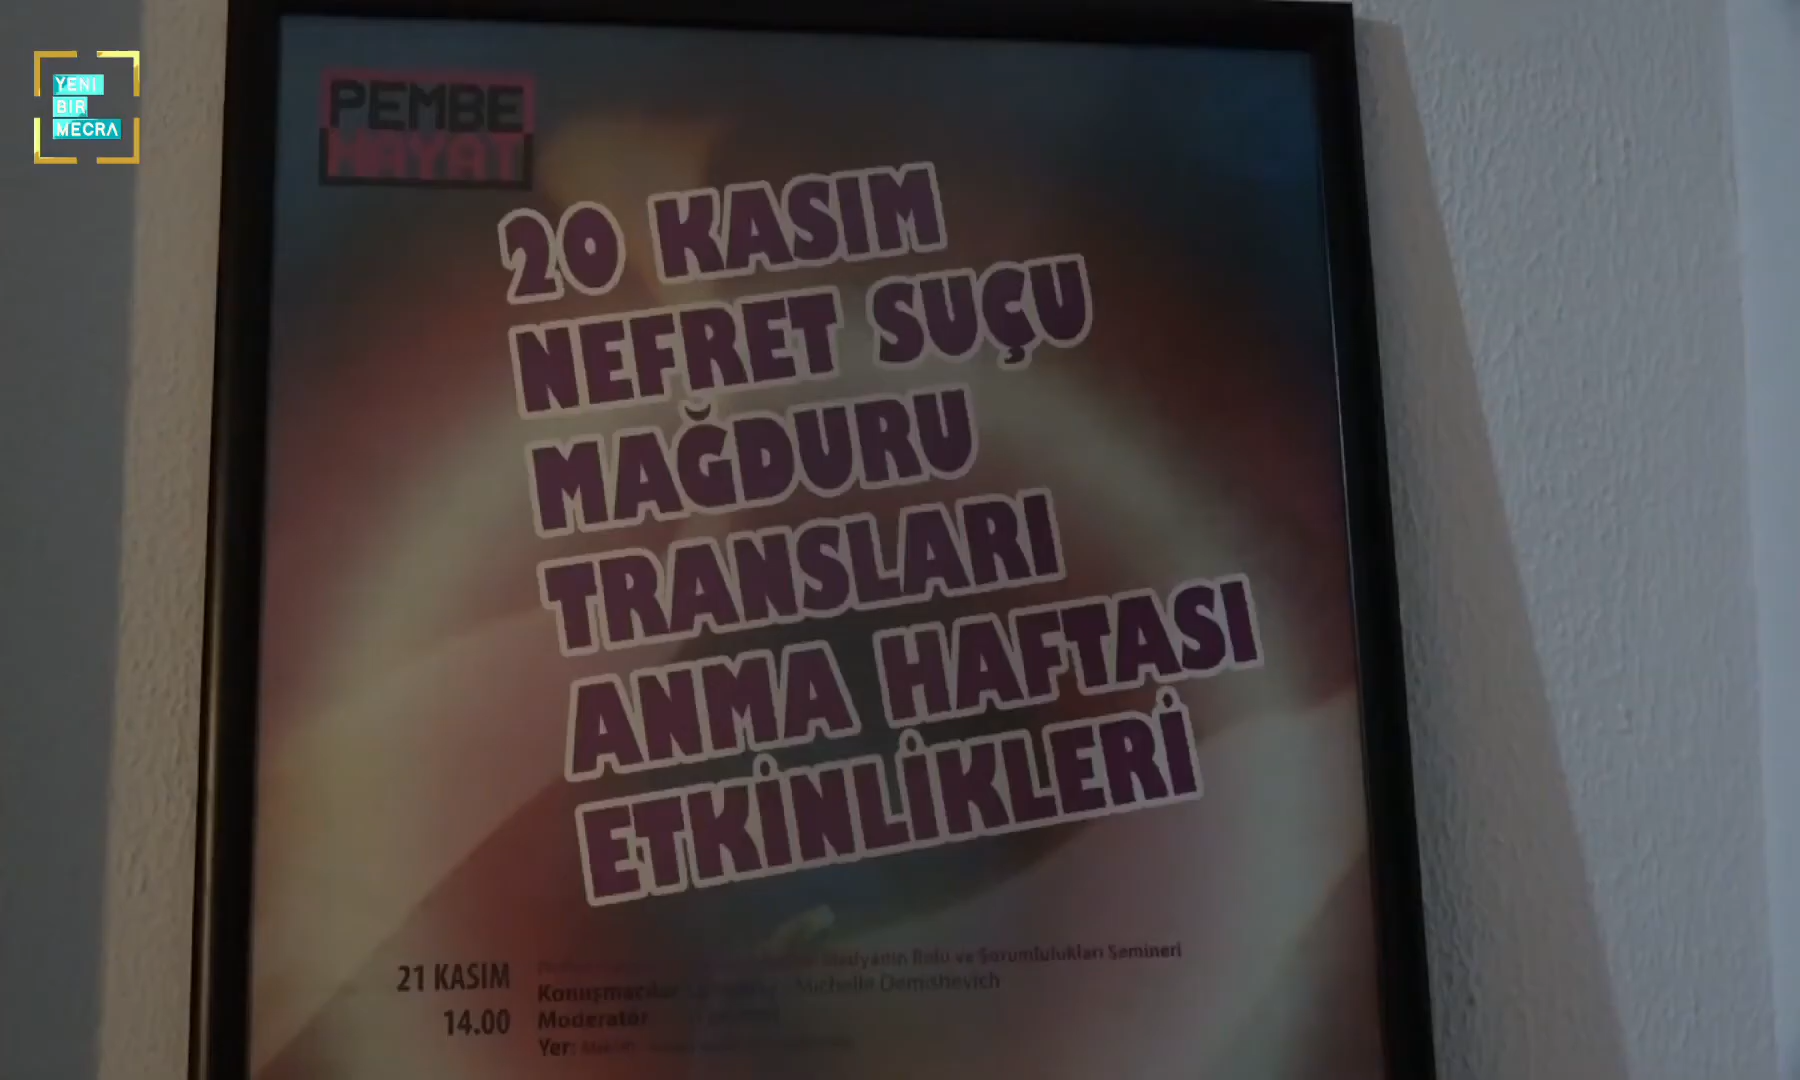 YENI
BIR
MECRA
PEMBE
HAYAT
20 KASIM
NEFRET SUÇU
MAĞDURU
TRANSLARI
ANMA HAFTASI
ETKİNLİKLERİ
21 KASIM
14.00
Medyanın Rolü ve Sorumlulukları Semineri
Konuşmacılar Michelle Demishevich
Moderatör
Yer: